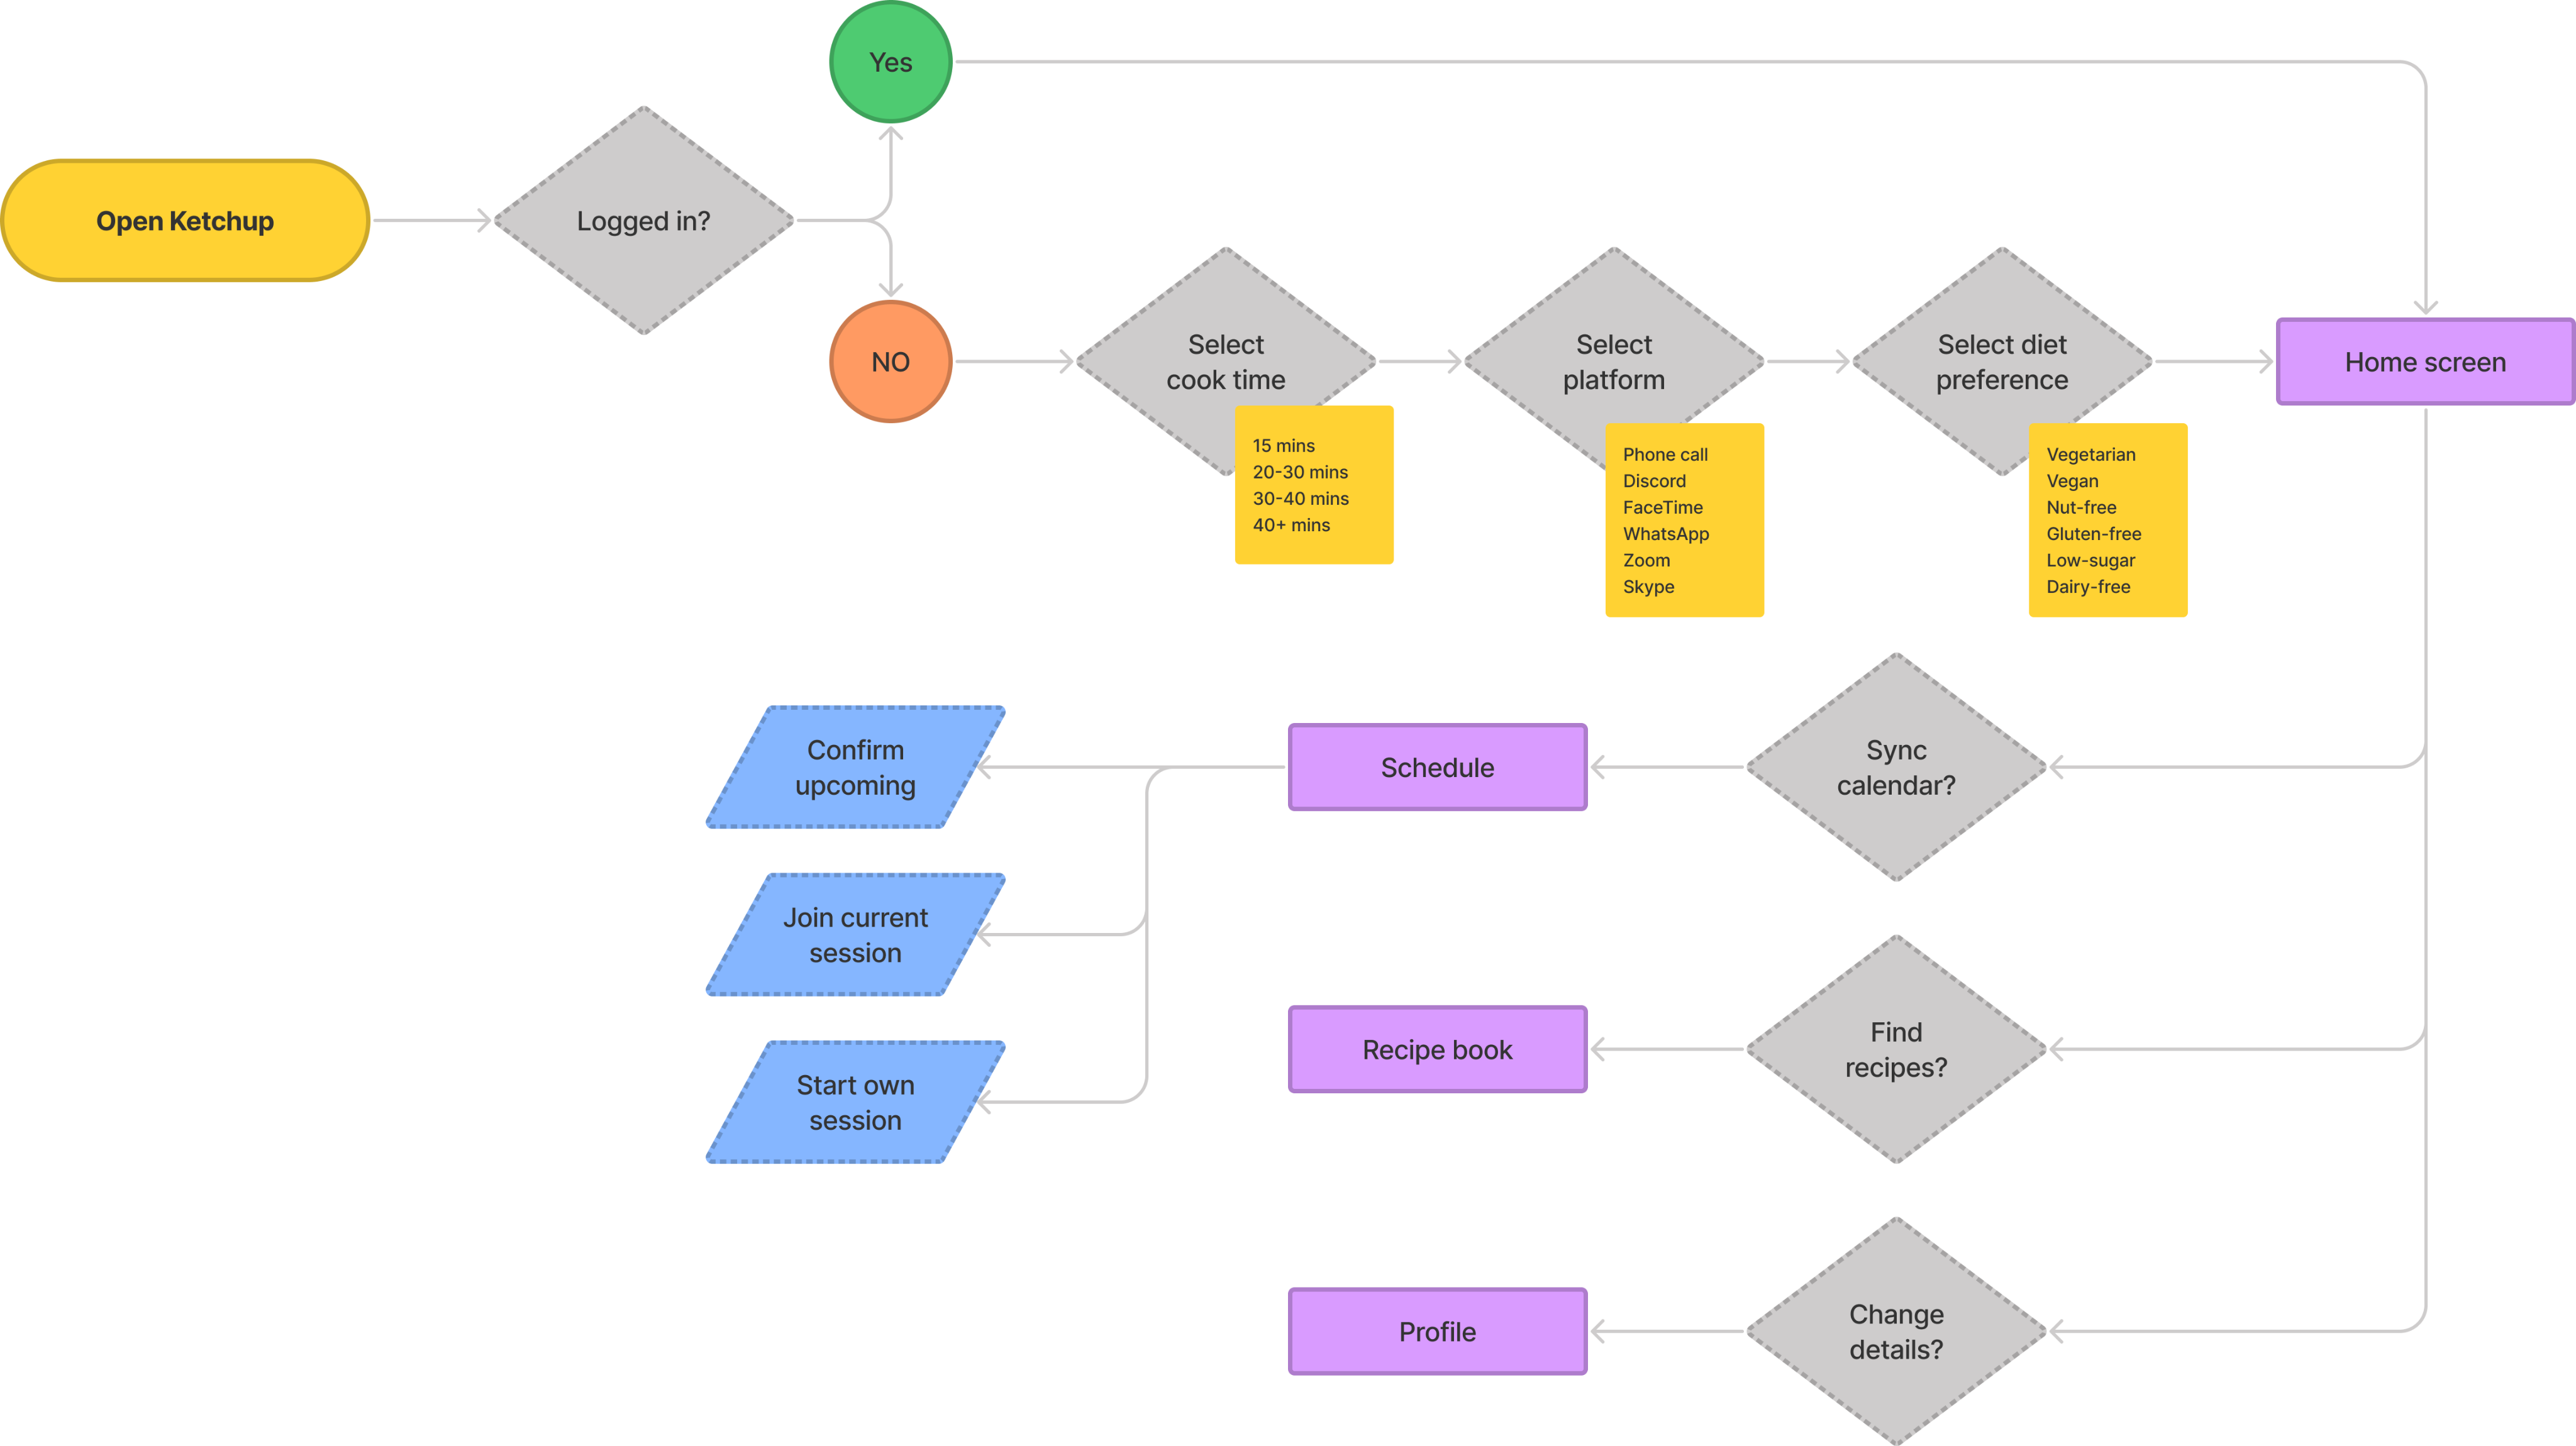 Yes
Open Ketchup
Logged in?
NO
Select
cook time
15 mins
20-30 mins
30-40 mins
40+ mins
Select
platform
Phone call
Discord
FaceTime
WhatsApp
Zoom
Skype
Select diet
preference
Vegetarian
Vegan
Nut-free
Gluten-free
Low-sugar
Dairy-free
Home screen
Sync
calendar?
Schedule
Confirm
upcoming
Join current
session
Start own
session
Find
recipes?
Recipe book
Change
details?
Profile